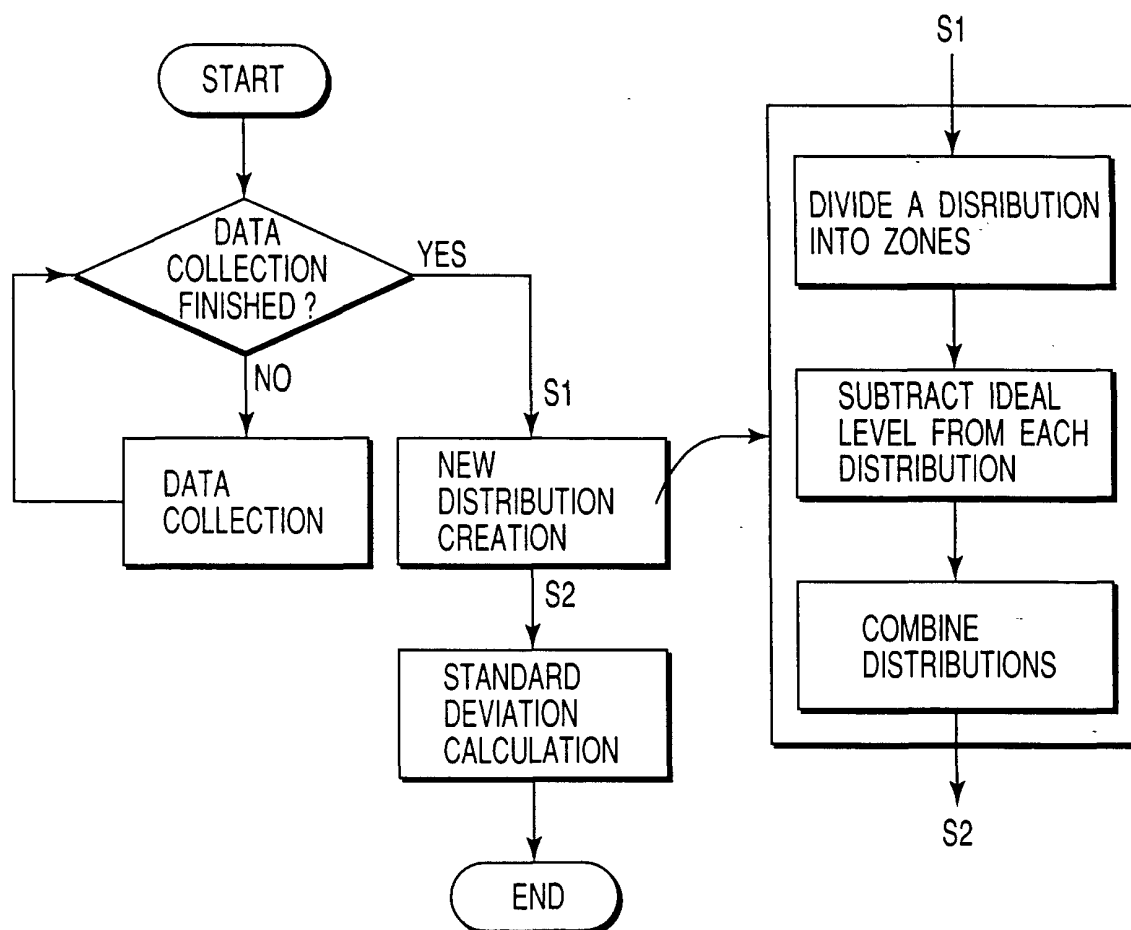 START
DATA
COLLECTION
FINISHED ?
YES
NO
DATA
COLLECTION
S1
NEW
DISTRIBUTION
CREATION
S2
STANDARD
DEVIATION
CALCULATION
END
S1
DIVIDE A DISRIBUTION
INTO ZONES
SUBTRACT IDEAL
LEVEL FROM EACH
DISTRIBUTION
COMBINE
DISTRIBUTIONS
S2